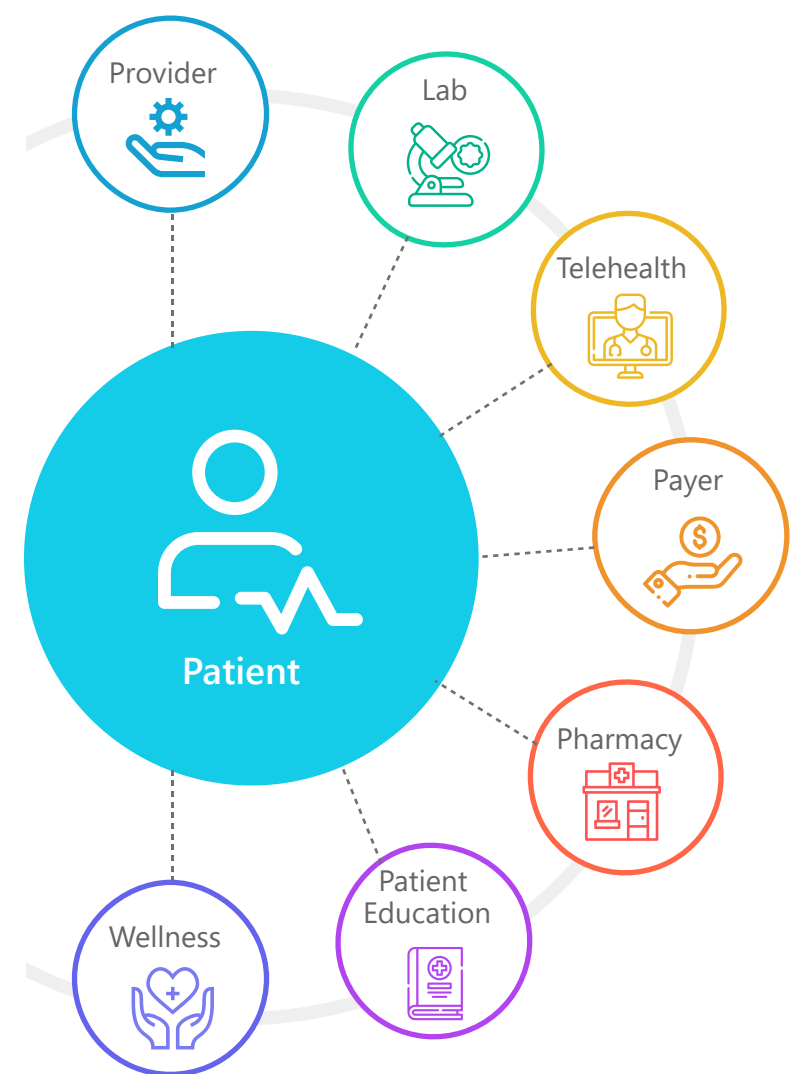 Provider
Lab
Telehealth
Payer
$
Patient
Pharmacy
Patient
Education
Wellness